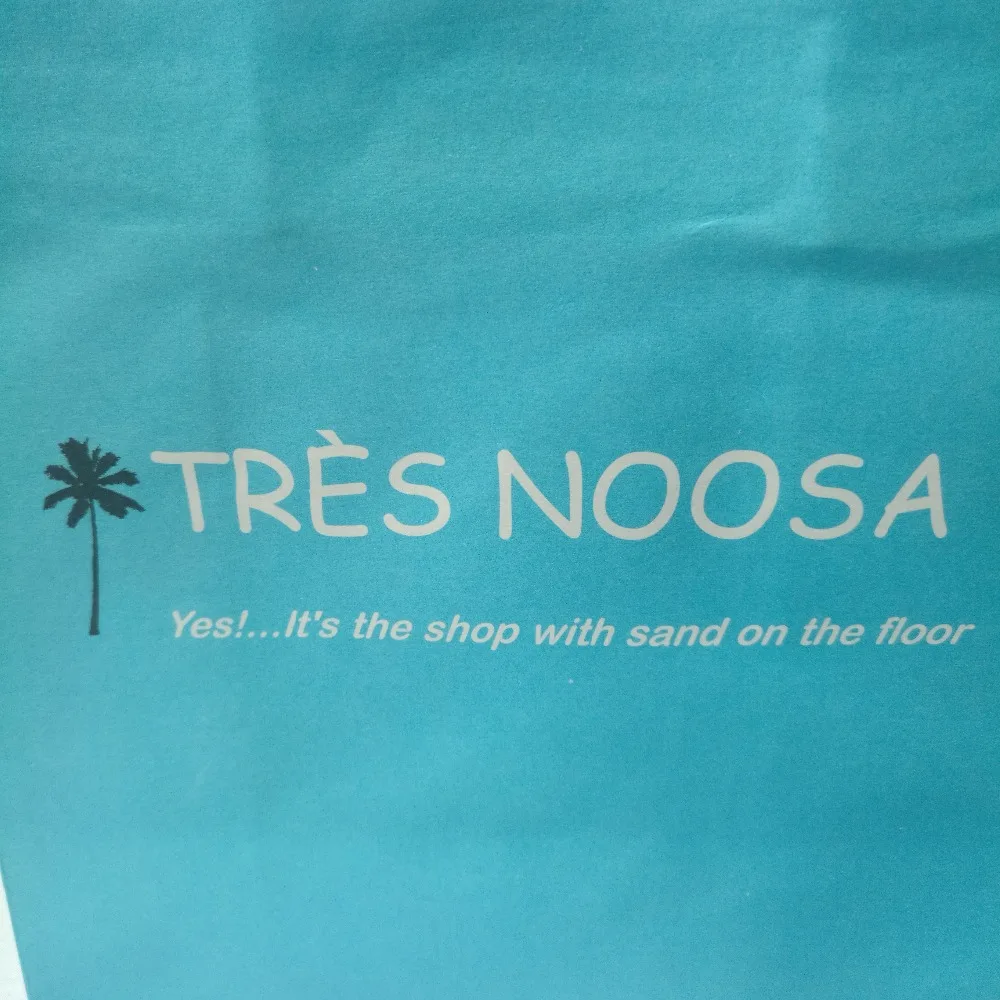 TRÈS NOOSA
Yes!...It's the shop with sand on the floor